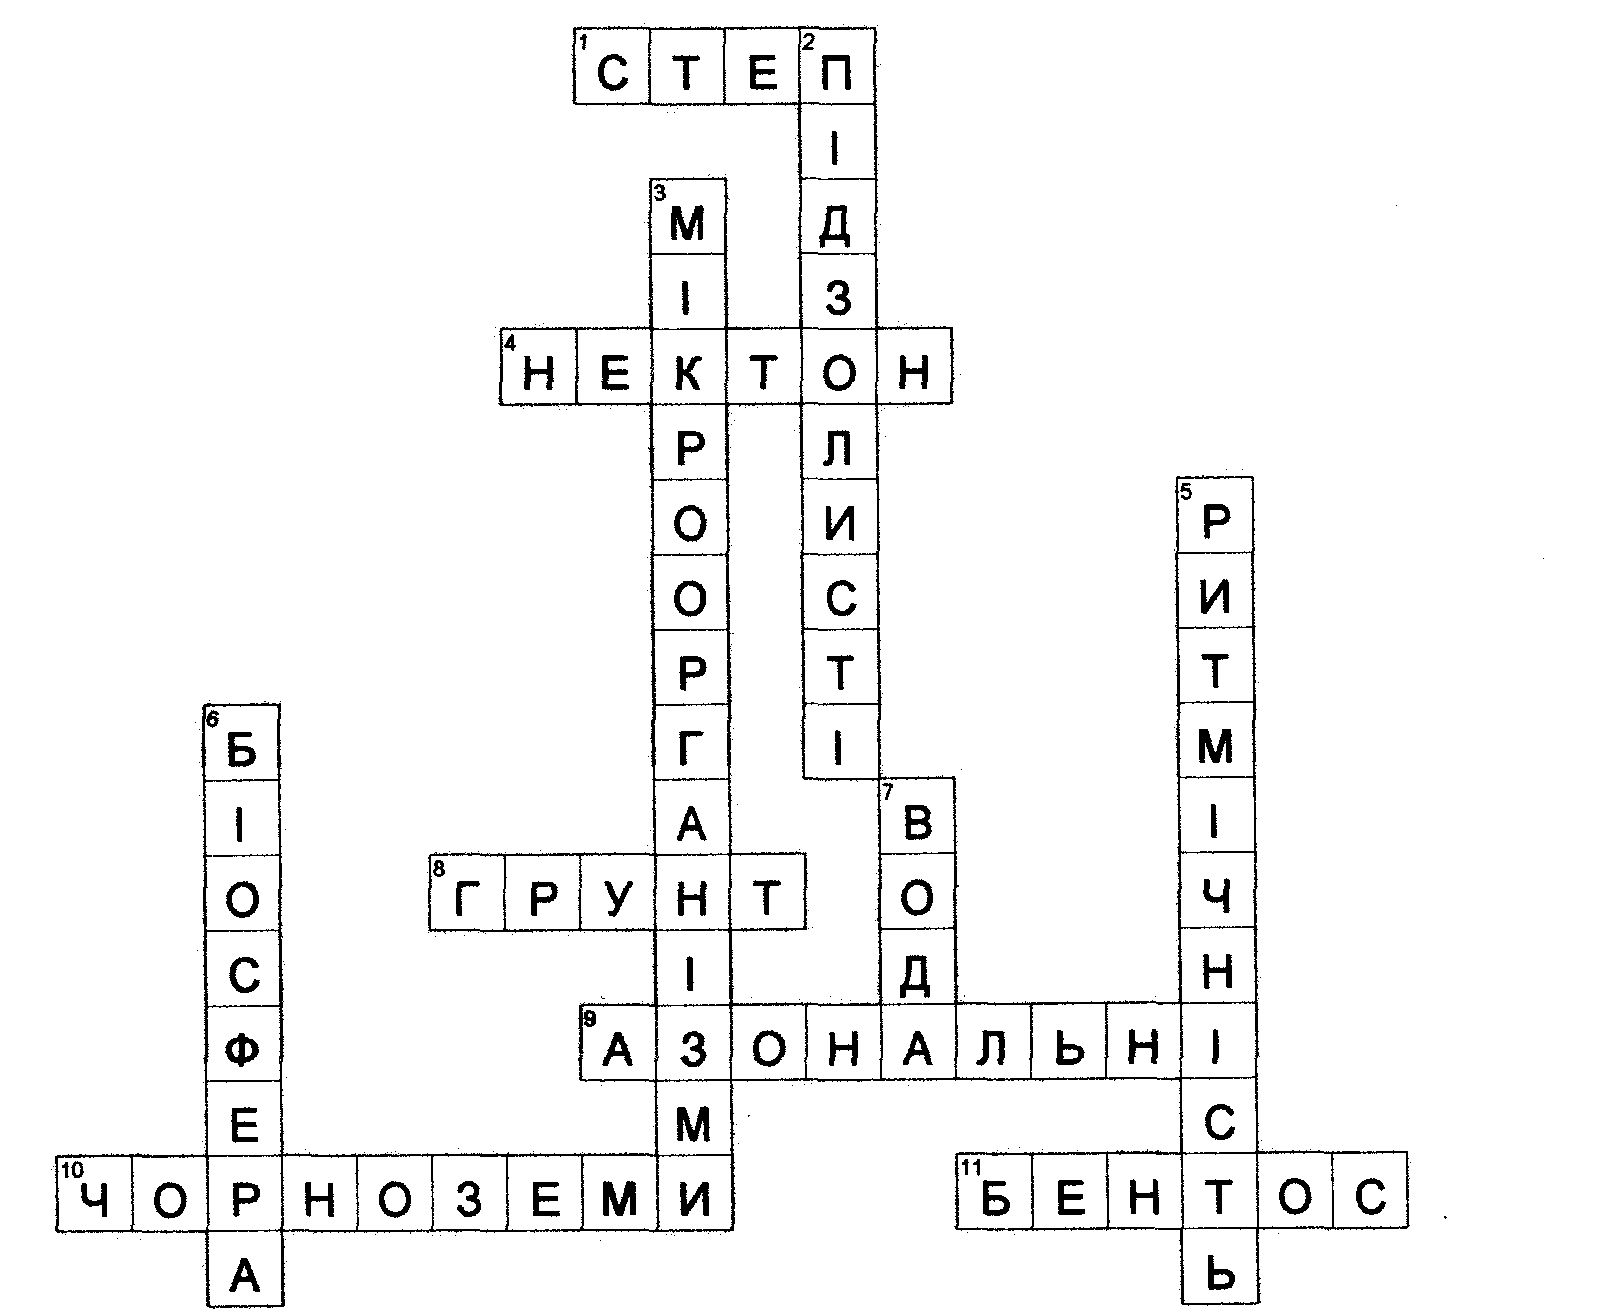 1 СТЕП
2 ПІДЗОЛИСТІ
3 МІКРООРГАНІЗМИ
4 НЕКТОН
5 РИТМІЧНІСТЬ
6 БІОСФЕРА
7 ВОДА
8 ГРУНТ
9 АЗОНАЛЬНІ
10 ЧОРНОЗЕМИ
11 БЕНТОС